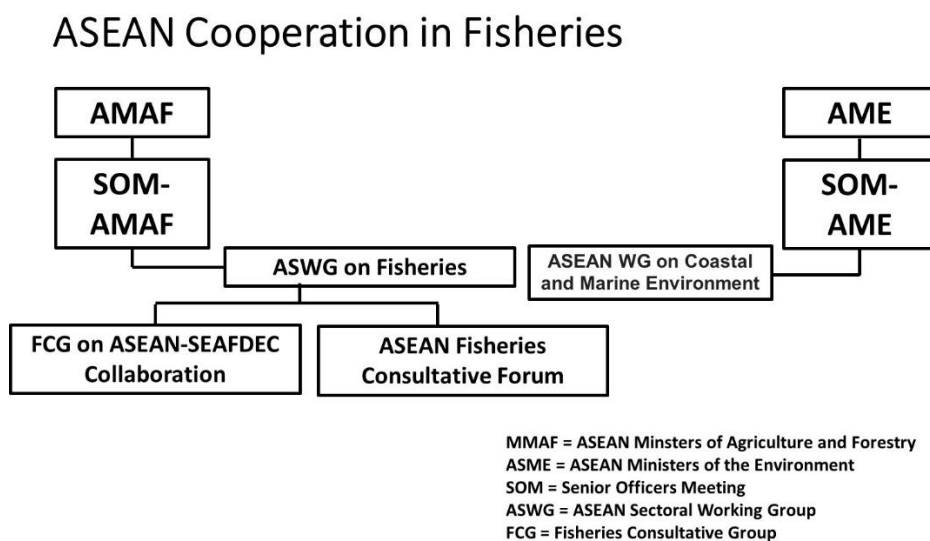 ASEAN Cooperation in Fisheries
AMAF
AME
SOM-
AMAF
SOM-
AME
ASWG on Fisheries
ASEAN WG on Coastal
and Marine Environment
FCG on ASEAN-SEAFDEC
Collaboration
ASEAN Fisheries
Consultative Forum
MMAF = ASEAN Minsters of Agriculture and Forestry
ASME = ASEAN Ministers of the Environment
SOM = Senior Officers Meeting
ASWG = ASEAN Sectoral Working Group
FCG = Fisheries Consultative Group